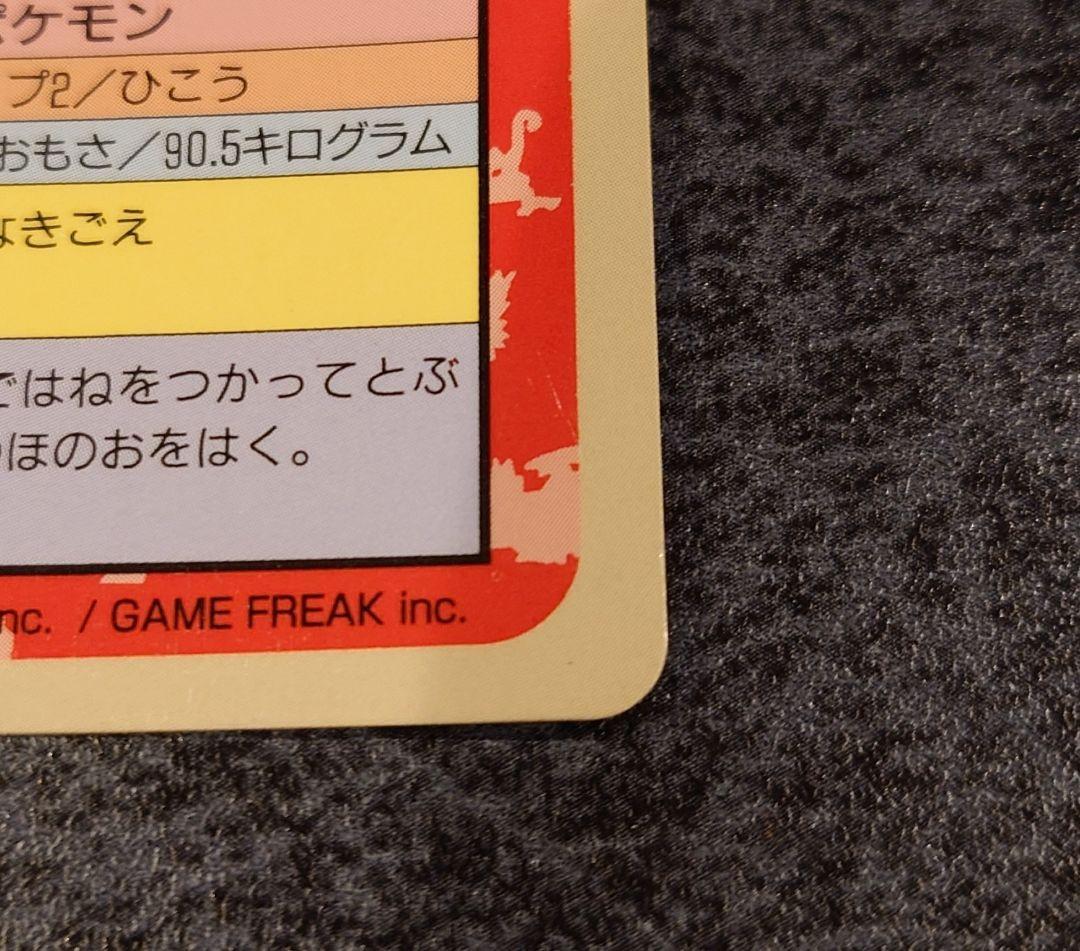 ポケモン
プ2／ひこう
おもさ／90.5キログラム
なきごえ
ではねをつかってとぶ
ほのおをはく。
nc. / GAME FREAK inc.